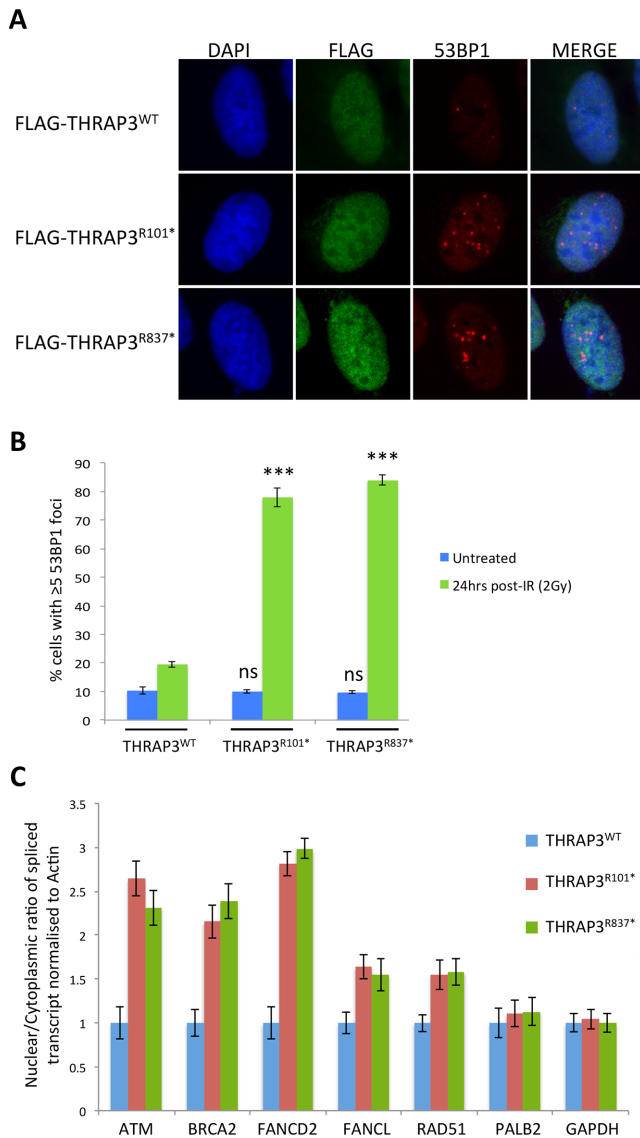 A
DAPI FLAG 53BP1 MERGE
FLAG-THRAP3WT
FLAG-THRAP3R101*
FLAG-THRAP3R837*
B
% cells with ≥5 53BP1 foci
90
80
70
60
50
40
30
20
10
0
ns
***
ns
***
THRAP3WT THRAP3R101* THRAP3R837*
Untreated
24hrs post-IR (2Gy)
C
Nuclear/Cytoplasmic ratio of spliced
transcript normalised to Actin
3.5
3
2.5
2
1.5
1
0.5
0
THRAP3WT
THRAP3R101*
THRAP3R837*
ATM BRCA2 FANCD2 FANCL RAD51 PALB2 GAPDH